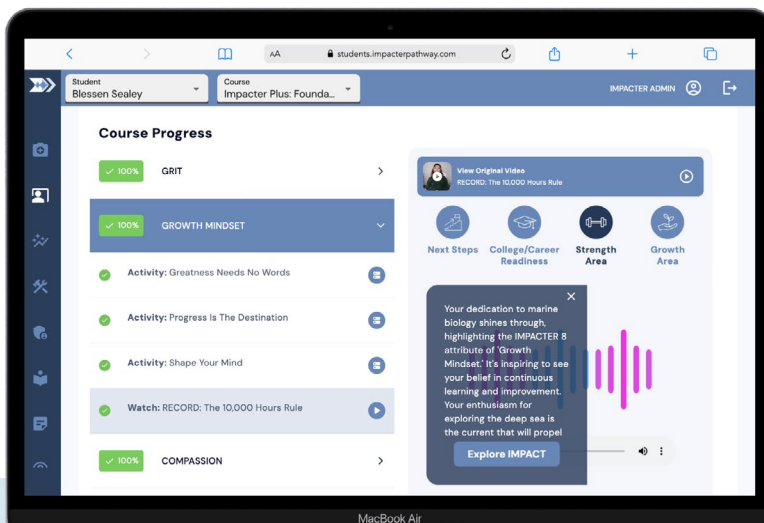 AA
students.impacterpathway.com
Student
Blessen Sealey
Course
Impacter Plus: Founda...
IMPACTER ADMIN
Course Progress
100%
GRIT
100%
GROWTH MINDSET
Activity: Greatness Needs No Words
Activity: Progress Is The Destination
Activity: Shape Your Mind
Watch: RECORD: The 10,000 Hours Rule
100%
COMPASSION
View Original Video
RECORD: The 10,000 Hours Rule
Next Steps
College/Career
Readiness
Strength
Area
Growth
Area
Your dedication to marine
biology shines through,
highlighting the IMPACTER 8
attribute of 'Growth
Mindset.' It's inspiring to see
your belief in continuous
learning and improvement.
Your enthusiasm for
exploring the deep sea is
the current that will propel
Explore IMPACT
MacBook Air